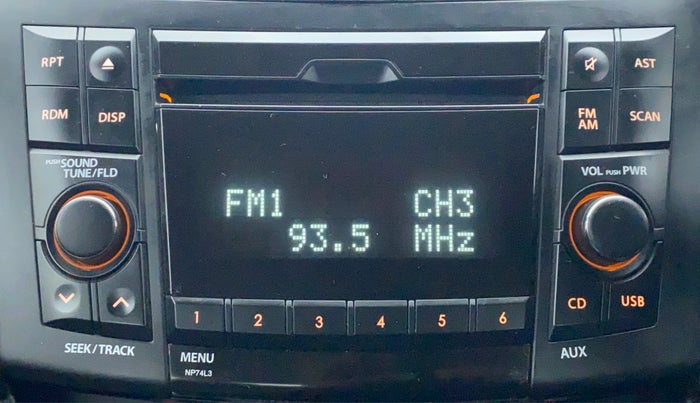 RPT
AST
RDM
DISP
FM
AM
SCAN
PUSH SOUND
TUNE/FLD
VOL PUSH PWR
FM1 CH3
93.5 MHz
1 2 3 4 5 6
CD
USB
SEEK/TRACK
MENU
NP74L3
AUX